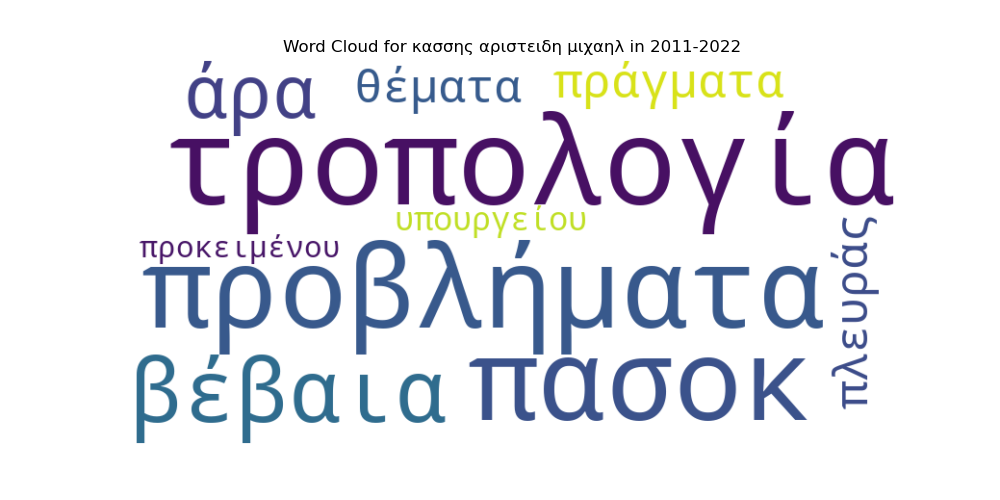 Word Cloud for κασσης αριστειδη μιχαηλ in 2011-2022
άρα θέματα πράγματα
τροπολογία
υπουργείου
προκειμένου
προβλήματα
πλευράς
βέβαια πασοκ